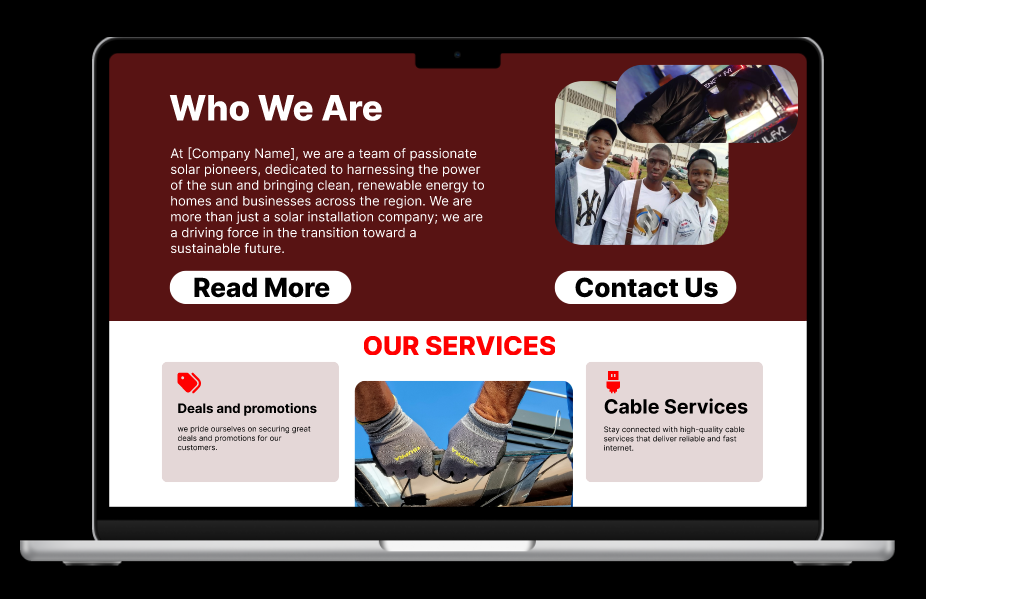 Who We Are
At [Company Name], we are a team of passionate
solar pioneers, dedicated to harnessing the power
of the sun and bringing clean, renewable energy to
homes and businesses across the region. We are
more than just a solar installation company; we are
a driving force in the transition toward a
sustainable future.
Read More
Contact Us
OUR SERVICES
Deals and promotions
we pride ourselves on securing great
deals and promotions for our
customers.
Cable Services
Stay connected with high-quality cable
services that deliver reliable and fast
internet.